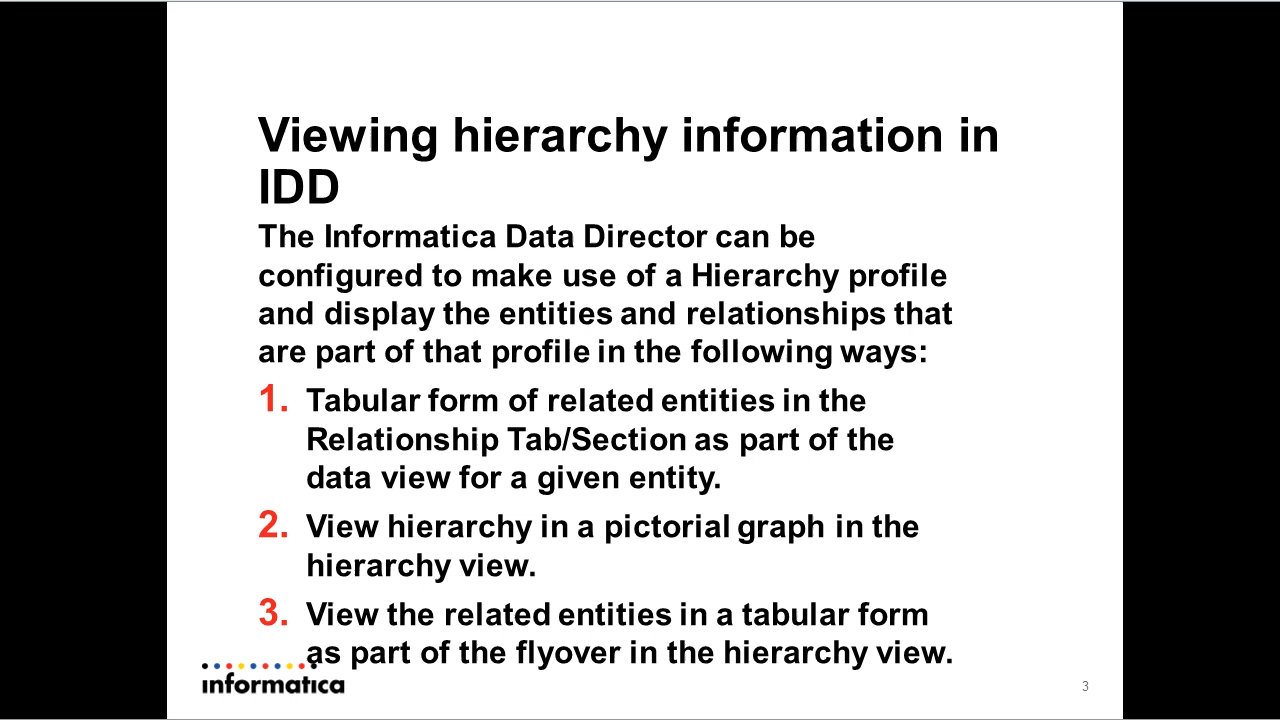 Viewing hierarchy information in
IDD
The Informatica Data Director can be
configured to make use of a Hierarchy profile
and display the entities and relationships that
are part of that profile in the following ways:
1. Tabular form of related entities in the
Relationship Tab/Section as part of the
data view for a given entity.
2. View hierarchy in a pictorial graph in the
hierarchy view.
3. View the related entities in a tabular form
as part of the flyover in the hierarchy view.
informatica
3